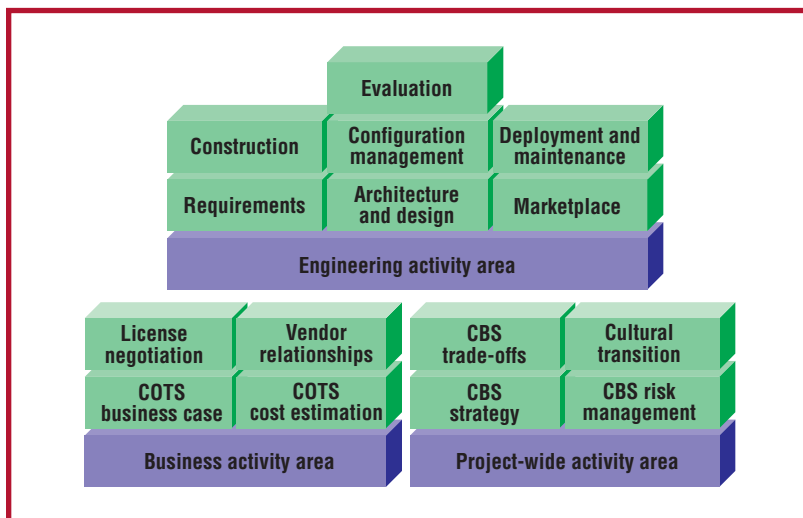 Evaluation
Construction
Configuration
management
Deployment and
maintenance
Requirements
Architecture
and design
Marketplace
Engineering activity area
License
negotiation
Vendor
relationships
COTS
business case
COTS
cost estimation
Business activity area
CBS
trade-offs
Cultural
transition
CBS
strategy
CBS risk
management
Project-wide activity area